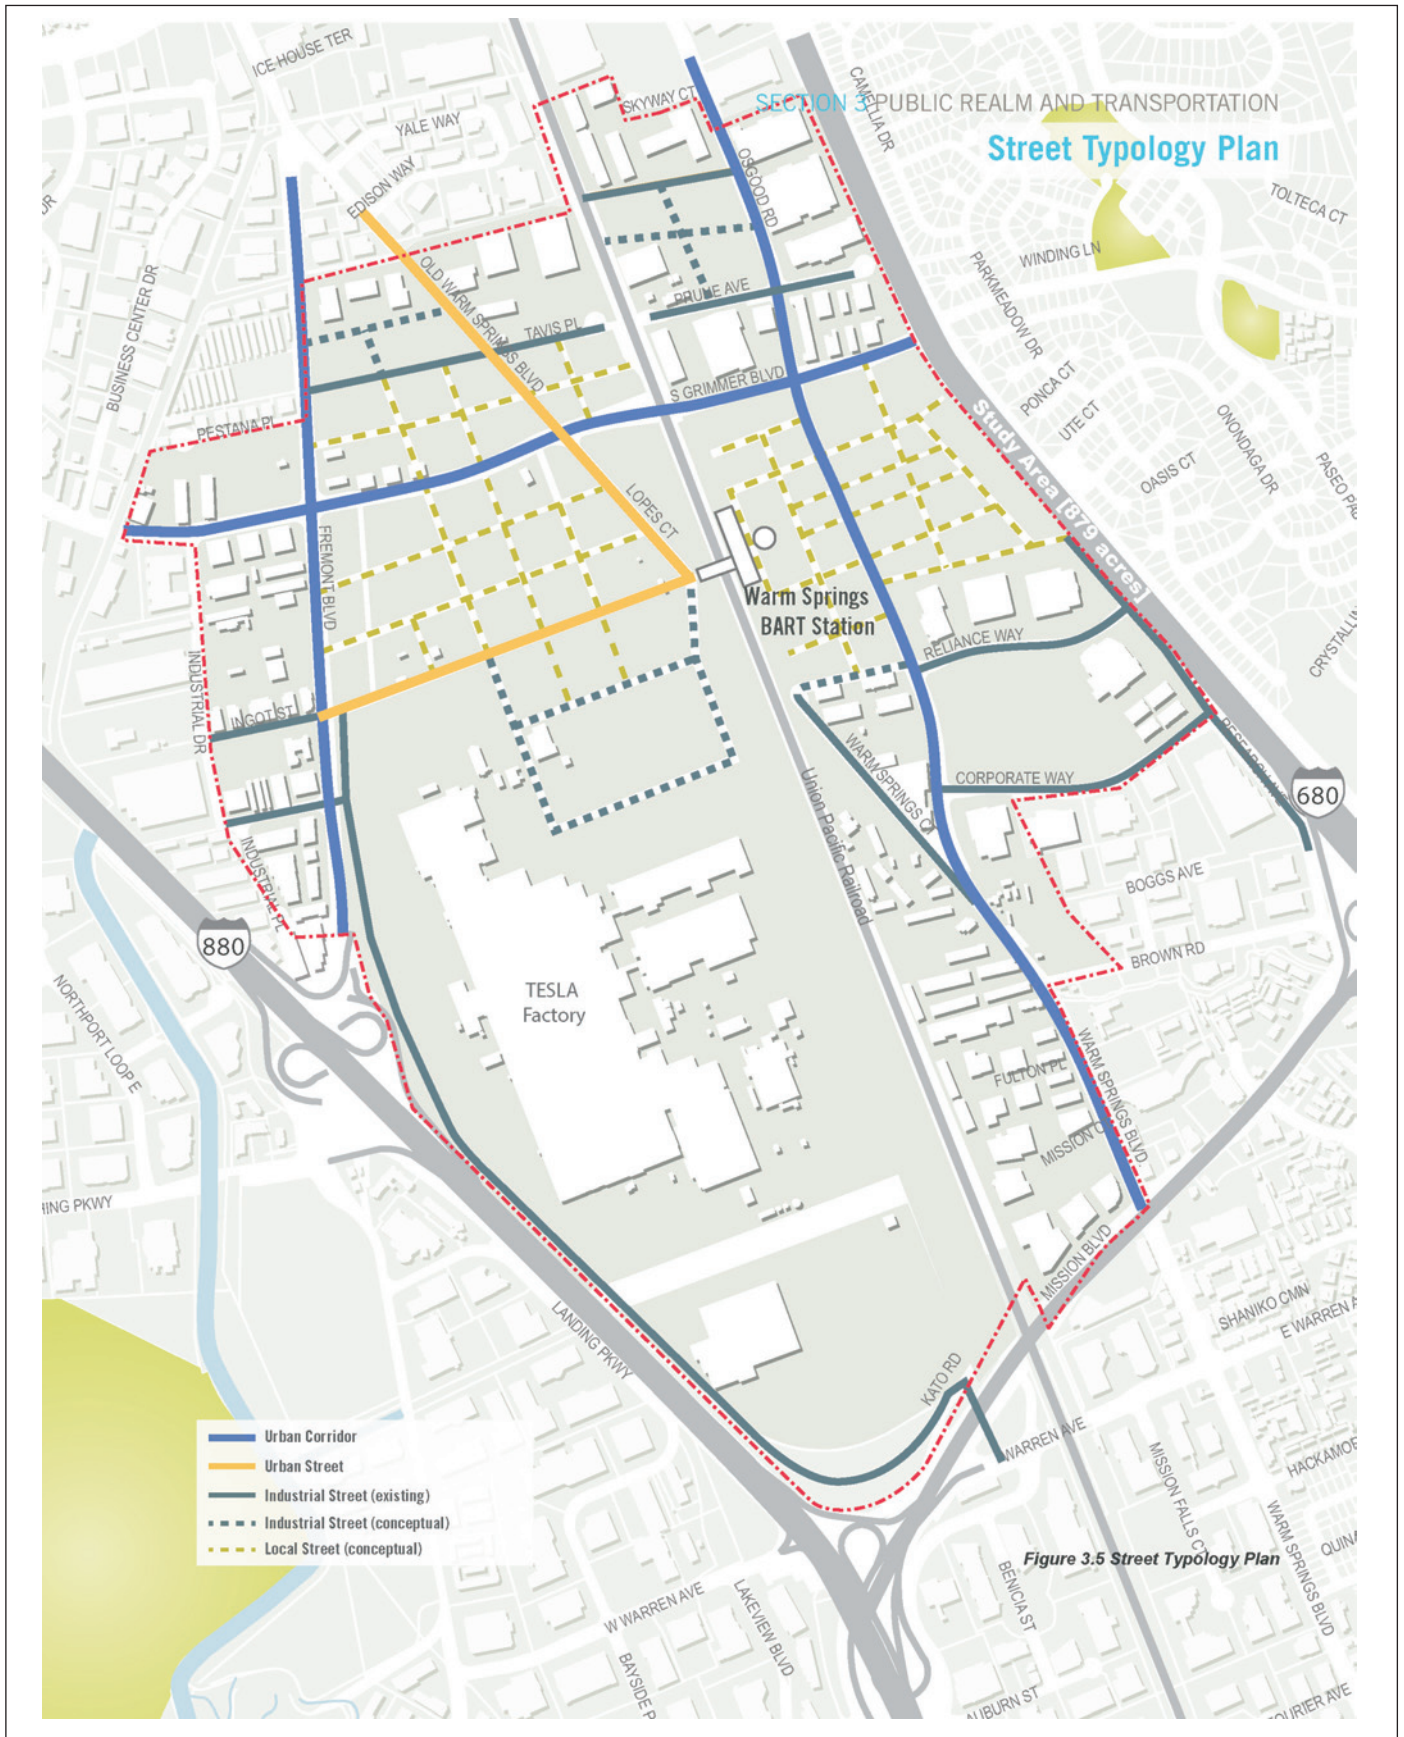 SECTION 3 PUBLIC REALM AND TRANSPORTATION
Street Typology Plan
ICE HOUSE TER
YALE WAY
EDISON WAY
SKYWAY CT
CAMELLIA DR
OSGOOD RD
TOLTECA CT
WINDING LN
PARKMEADOW DR
BUSINESS CENTER DR
OLD WARM SPRINGS BLVD
PRUNE AVE
TAVIS PL
PONCA CT
UTE CT
S GRIMMER BLVD
PESTANA PL
ONONDAGA DR
OASIS CT
Study Area [879 acres]
LOPES CT
FREMONT BLVD
Warm Springs
BART Station
RELIANCE WAY
INDUSTRIAL DR
INGOT ST
WARM SPRINGS CT
CORPORATE WAY
RESEARCH AVE
680
Union Pacific Railroad
INDUSTRIAL PL
BOGGS AVE
880
BROWN RD
TESLA
Factory
NORTHPORT LOOP E
FULTON PL
WARM SPRINGS BLVD
MISSION C
HING PKWY
MISSION BLVD
LANDING PKWY
SHANIKO CMN
E WARREN A
KATO RD
WARREN AVE
MISSION FALLS CT
WARM SPRINGS BLVD
Urban Corridor
Urban Street
Industrial Street (existing)
Industrial Street (conceptual)
Local Street (conceptual)
Figure 3.5 Street Typology Plan
BENICIA ST
W WARREN AVE
LAKEVIEW BLVD
BAYSIDE P
AUBURN ST